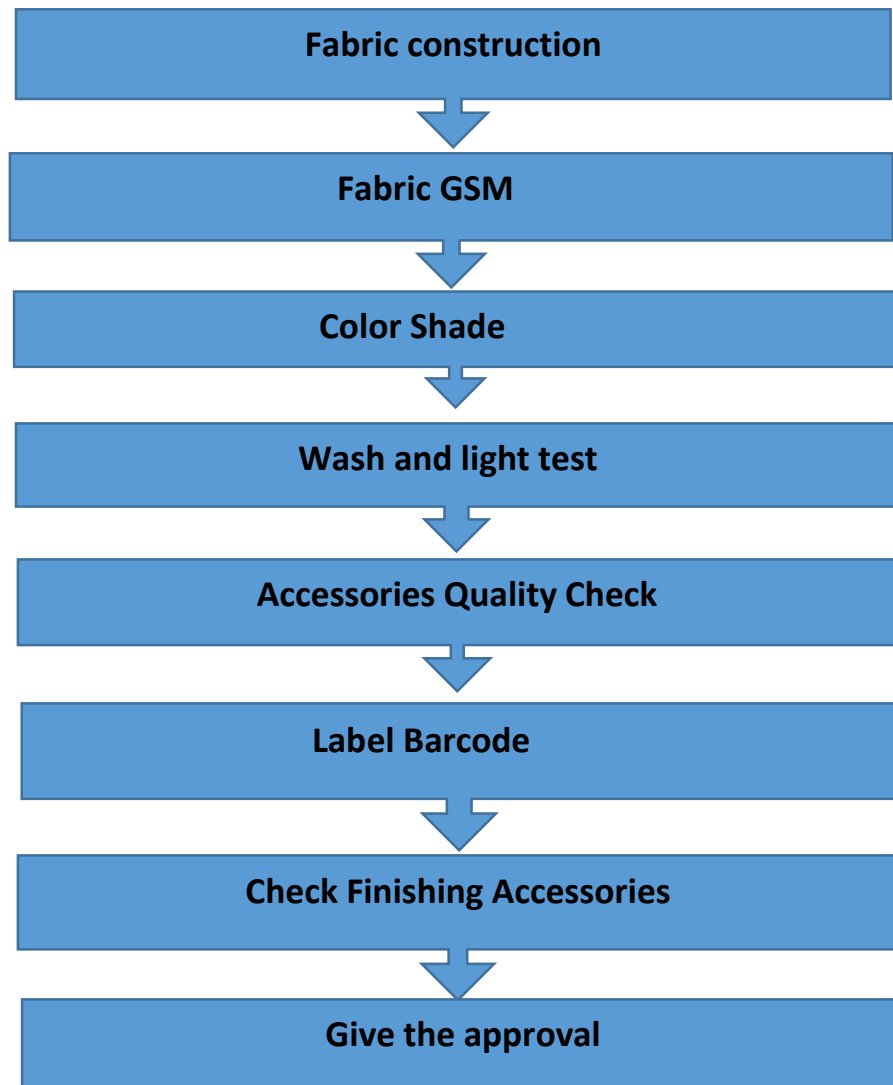 Fabric construction
Fabric GSM
Color Shade
Wash and light test
Accessories Quality Check
Label Barcode
Check Finishing Accessories
Give the approval